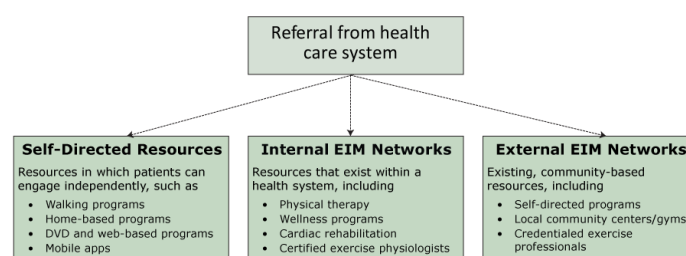 Referral from health
care system
Self-Directed Resources
Resources in which patients can
engage independently, such as
• Walking programs
• Home-based programs
• DVD and web-based programs
• Mobile apps
Internal EIM Networks
Resources that exist within a
health system, including
• Physical therapy
• Wellness programs
• Cardiac rehabilitation
• Certified exercise physiologists
External EIM Networks
Existing, community-based
resources, including
• Self-directed programs
• Local community centers/gyms
• Credentialed exercise
professionals